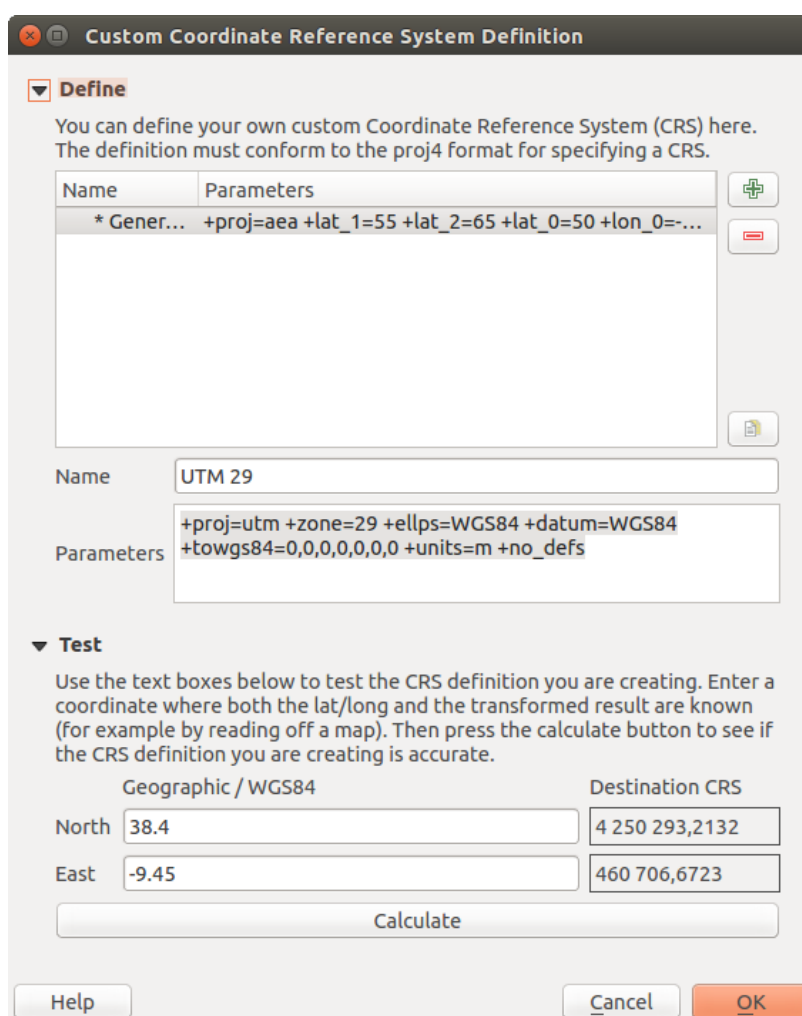 Custom Coordinate Reference System Definition
Define
You can define your own custom Coordinate Reference System (CRS) here.
The definition must conform to the proj4 format for specifying a CRS.
Name Parameters
* Gener... +proj=aea +lat_1=55 +lat_2=65 +lat_0=50 +lon_0=-...
Name UTM 29
+proj=utm +zone=29 +ellps=WGS84 +datum=WGS84
Parameters +towgs84=0,0,0,0,0,0,0 +units=m +no_defs
Test
Use the text boxes below to test the CRS definition you are creating. Enter a
coordinate where both the lat/long and the transformed result are known
(for example by reading off a map). Then press the calculate button to see if
the CRS definition you are creating is accurate.
Geographic / WGS84 Destination CRS
North 38.4 4 250 293,2132
East -9.45 460 706,6723
Calculate
Help Cancel OK